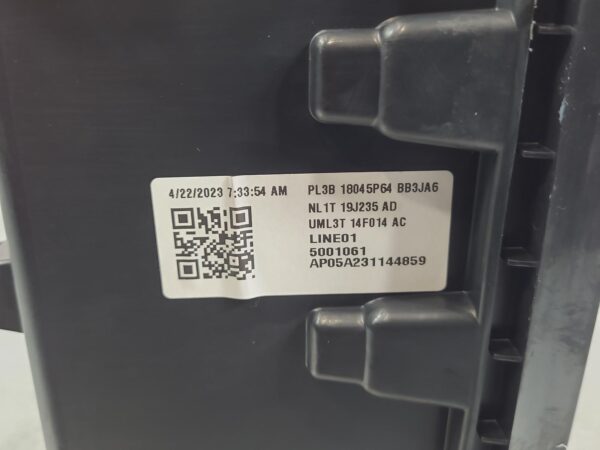 4/22/2023 7:33:54 AM
PL3B 18045P64 BB3JA6
NL1T 19J235 AD
UML3T 14F014 AC
LINE01
5001061
AP05A231144859